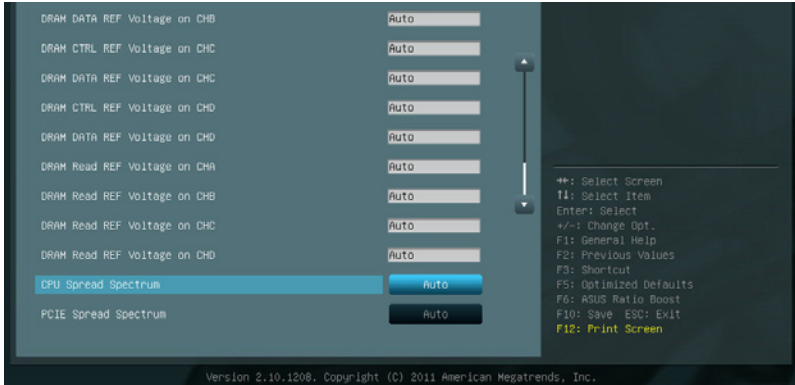 DRAM DATA REF Voltage on CHB Auto
DRAM CTRL REF Voltage on CHC Auto
DRAM DATA REF Voltage on CHC Auto
DRAM CTRL REF Voltage on CHD Auto
DRAM DATA REF Voltage on CHD Auto
DRAM Read REF Voltage on CHA Auto
DRAM Read REF Voltage on CHB Auto
DRAM Read REF Voltage on CHC Auto
DRAM Read REF Voltage on CHD Auto
CPU Spread Spectrum Auto
PCIE Spread Spectrum Auto
→←: Select Screen
↑↓: Select Item
Enter: Select
+/-: Change Opt.
F1: General Help
F2: Previous Values
F3: Shortcut
F5: Optimized Defaults
F6: ASUS Ratio Boost
F10: Save ESC: Exit
F12: Print Screen
Version 2.10.1208. Copyright (C) 2011 American Megatrends, Inc.